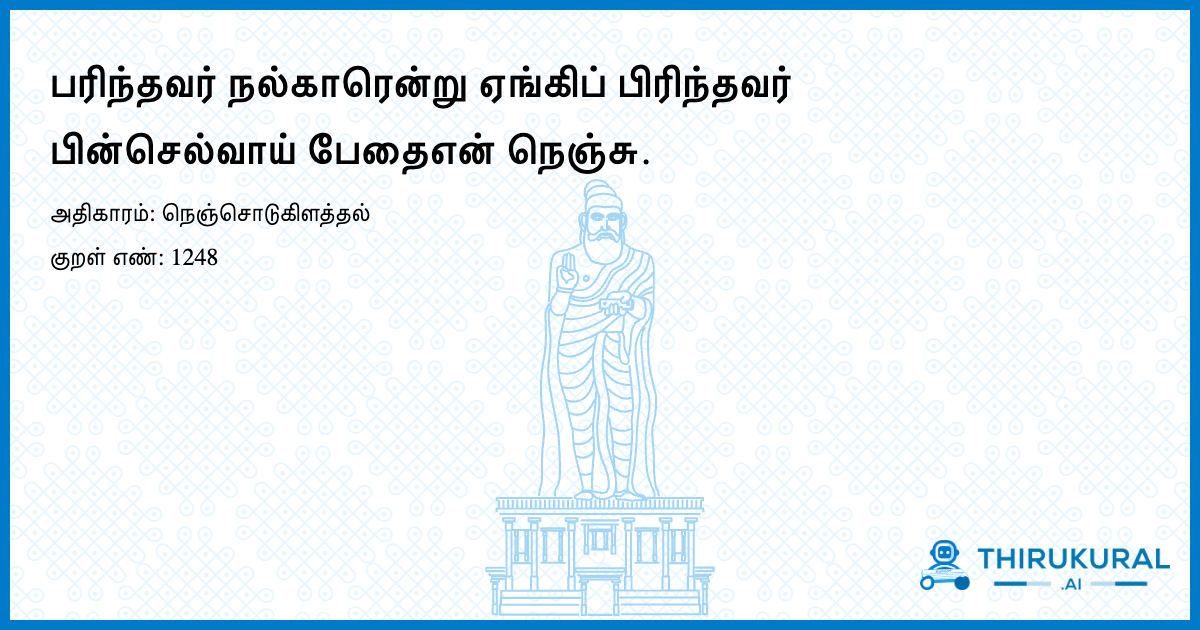 பரிந்தவர் நல்காரென்று ஏங்கிப் பிரிந்தவர்
பின்செல்வாய் பேதைஎன் நெஞ்சு.
அதிகாரம்: நெஞ்சொடுகிளத்தல்
குறள் எண்: 1248
THIRUKURAL
.AI